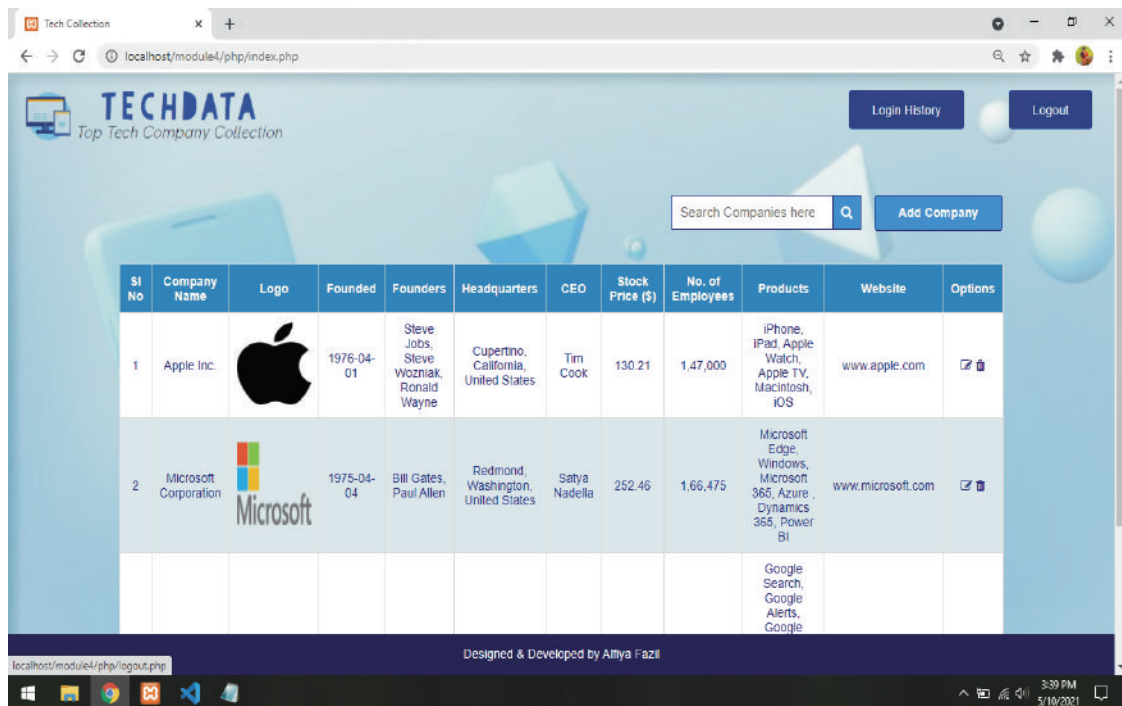 Tech Collection
localhost/module4/php/index.php
TECHDATA
Top Tech Company Collection
Login History
Logout
Search Companies here
Add Company
Sl No
Company Name
Logo
Founded
Founders
Headquarters
CEO
Stock Price ($)
No. of Employees
Products
Website
Options
1
Apple Inc.
1976-04-
01
Steve
Jobs,
Steve
Wozniak,
Ronald
Wayne
Cupertino,
California,
United States
Tim
Cook
130.21
1,47,000
iPhone,
iPad, Apple
Watch,
Apple TV,
Macintosh,
iOS
www.apple.com
2
Microsoft
Corporation
Microsoft
1975-04-
04
Bill Gates,
Paul Allen
Redmond,
Washington,
United States
Satya
Nadella
252.46
1,66,475
Microsoft
Edge,
Windows,
Microsoft
365, Azure ,
Dynamics
365, Power
BI
www.microsoft.com
Google
Search,
Google
Alerts,
Google
Designed & Developed by Alfiya Fazil
localhost/module4/php/logout.php
3:39 PM
5/10/2021